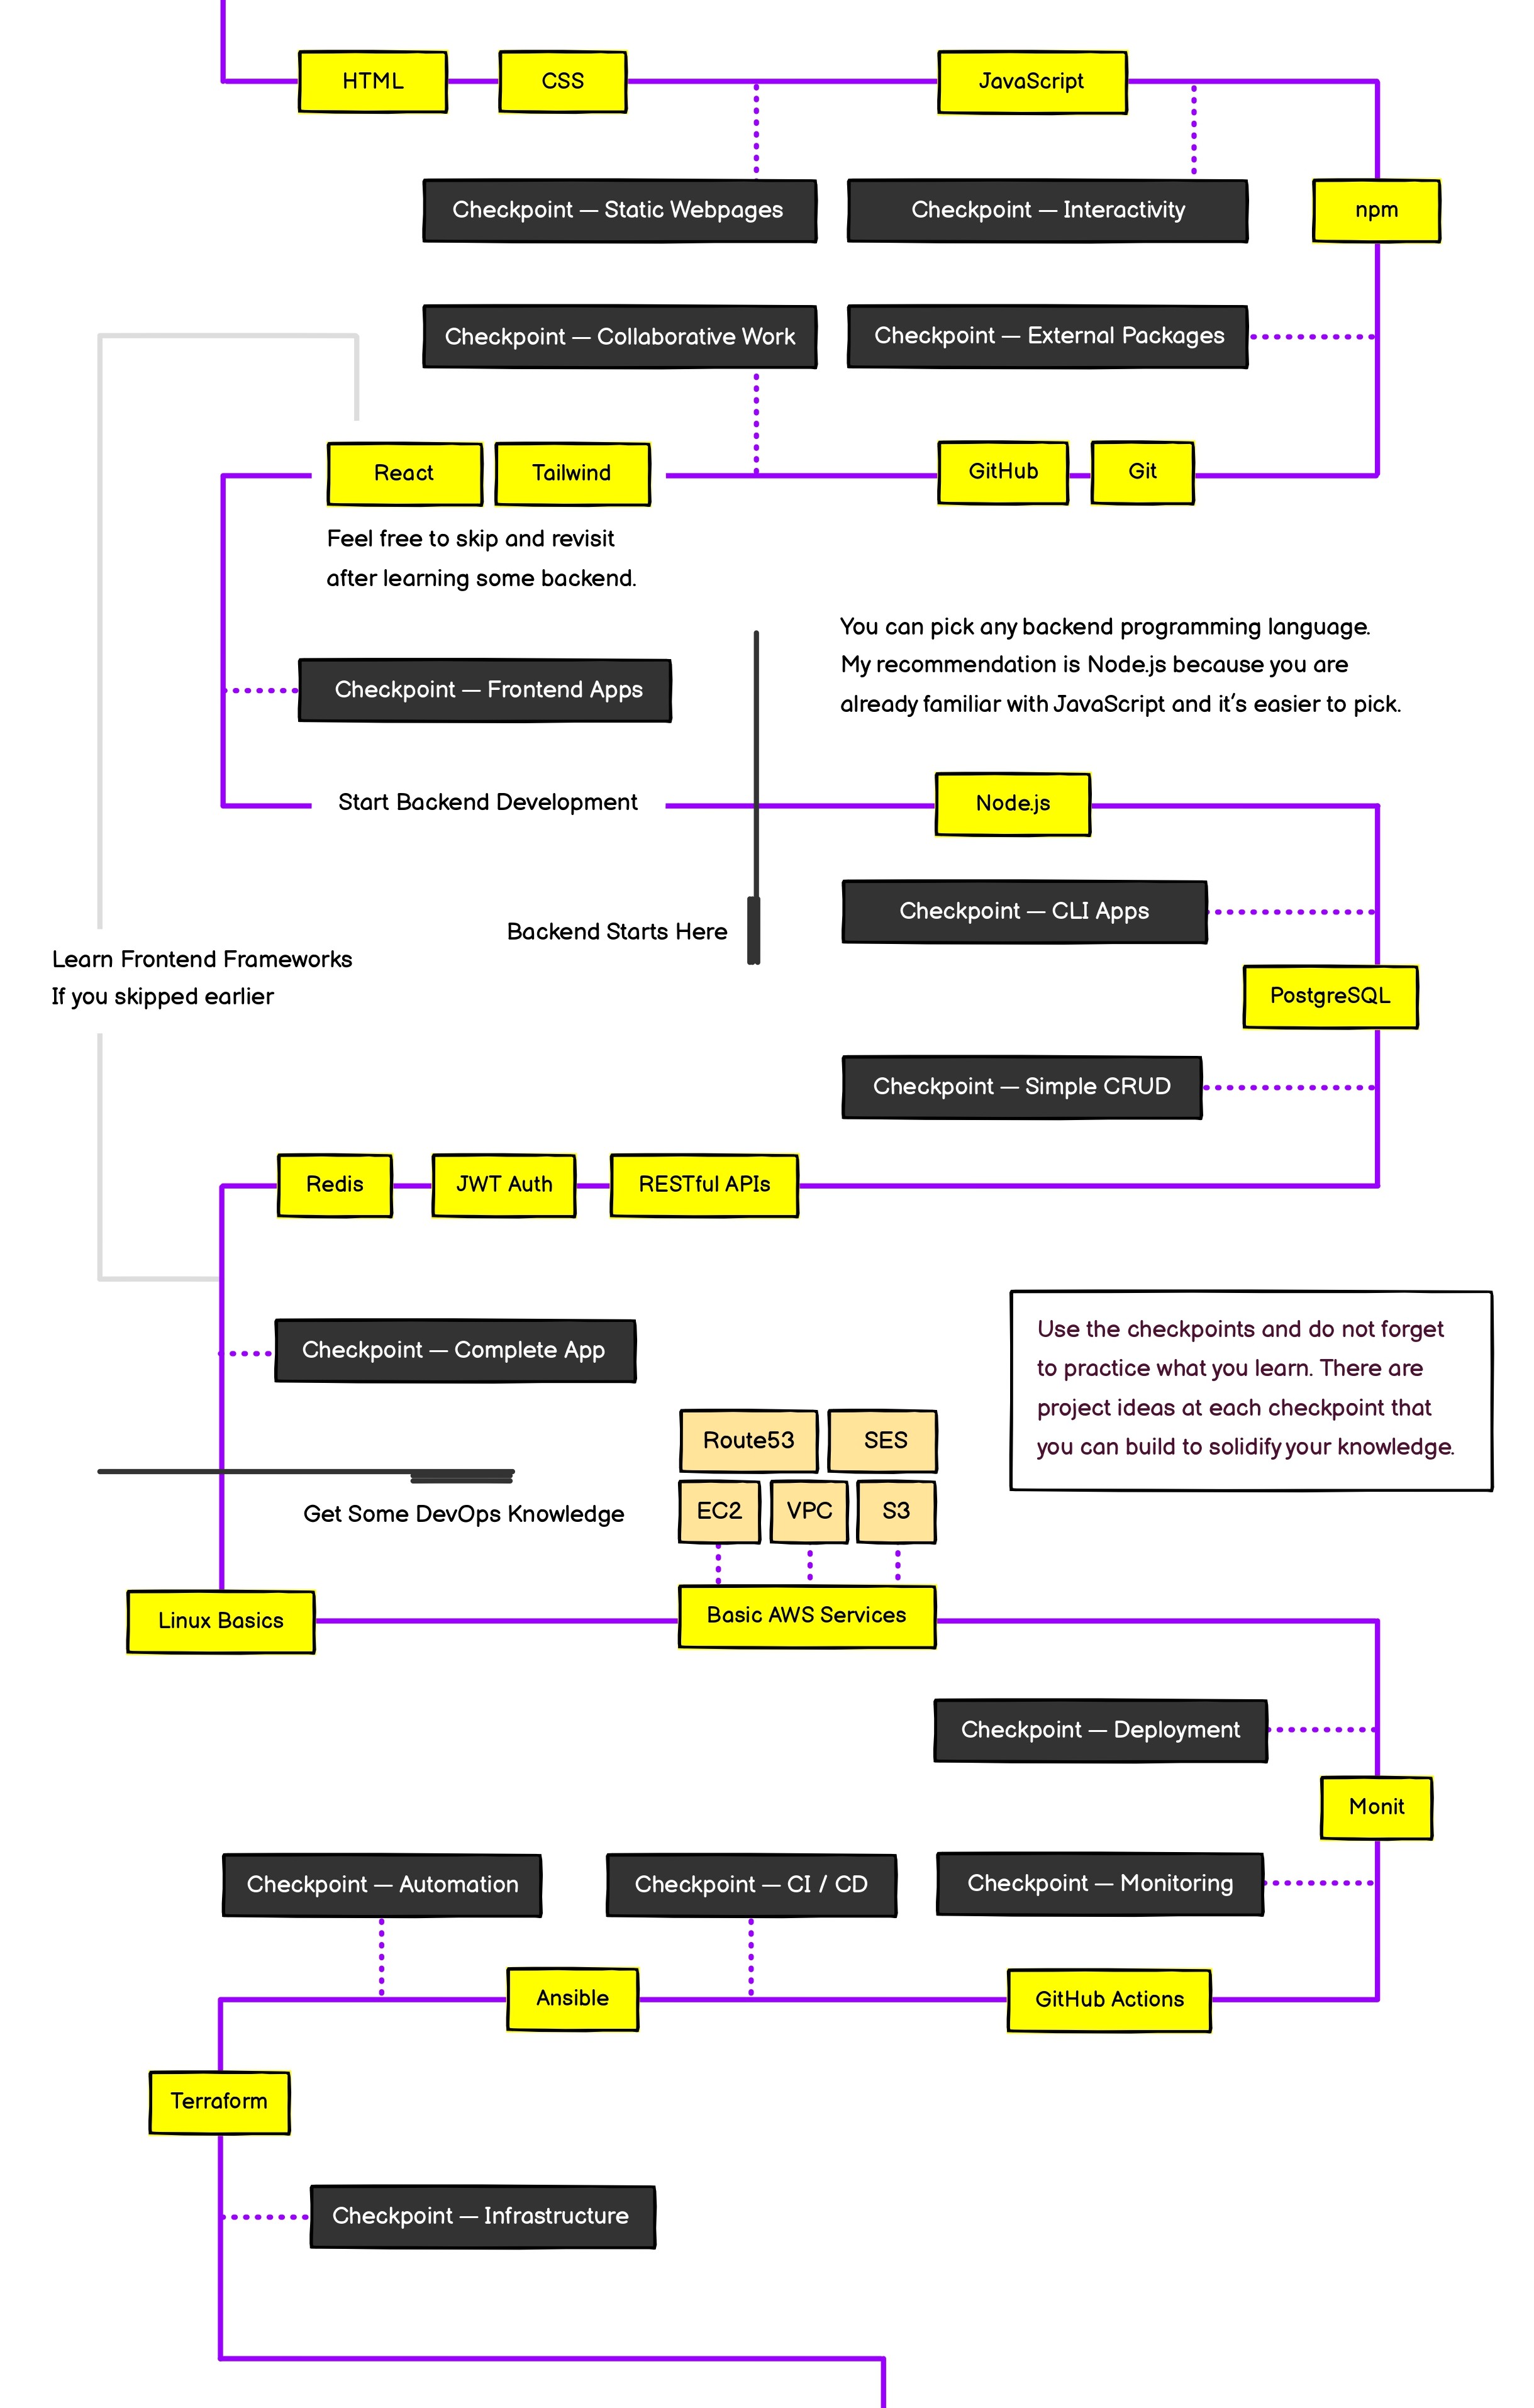 HTML
CSS
JavaScript
Checkpoint — Static Webpages
Checkpoint — Interactivity
npm
Checkpoint — Collaborative Work
Checkpoint — External Packages
React
Tailwind
GitHub
Git
Feel free to skip and revisit
after learning some backend.
You can pick any backend programming language.
My recommendation is Node.js because you are
already familiar with JavaScript and it's easier to pick.
Checkpoint — Frontend Apps
Start Backend Development
Node.js
Checkpoint — CLI Apps
Backend Starts Here
Learn Frontend Frameworks
If you skipped earlier
PostgreSQL
Checkpoint — Simple CRUD
Redis
JWT Auth
RESTful APIs
Checkpoint — Complete App
Use the checkpoints and do not forget
to practice what you learn. There are
project ideas at each checkpoint that
you can build to solidify your knowledge.
Route53
SES
Get Some DevOps Knowledge
EC2
VPC
S3
Linux Basics
Basic AWS Services
Checkpoint — Deployment
Monit
Checkpoint — Automation
Checkpoint — CI / CD
Checkpoint — Monitoring
Ansible
GitHub Actions
Terraform
Checkpoint — Infrastructure